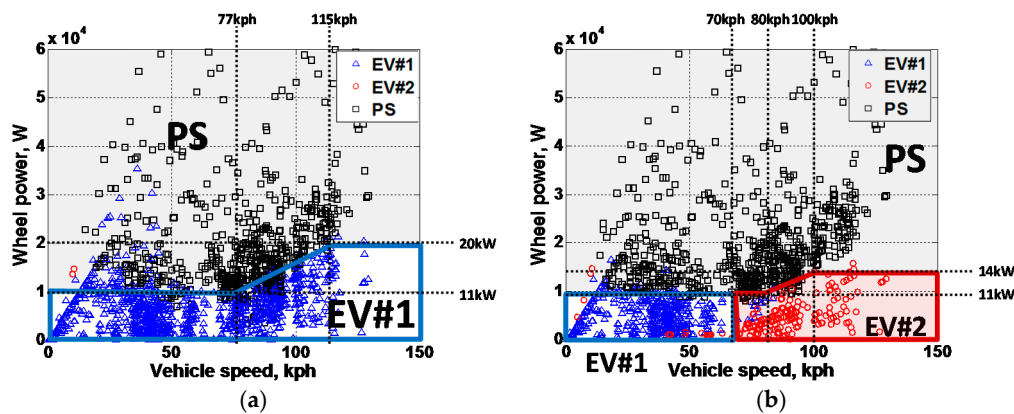 77kph 115kph
6 x 10⁴
EV#1
EV#2
PS
5
PS
4
3
2
20kW
1
11kW
EV#1
0
0 50 100 150
Wheel power, W
Vehicle speed, kph
(a)
70kph 80kph 100kph
6 x 10⁴
EV#1
EV#2
PS
5
4
PS
3
2
14kW
1
11kW
EV#2
0
0 50 100 150
EV#1
Wheel power, W
Vehicle speed, kph
(b)